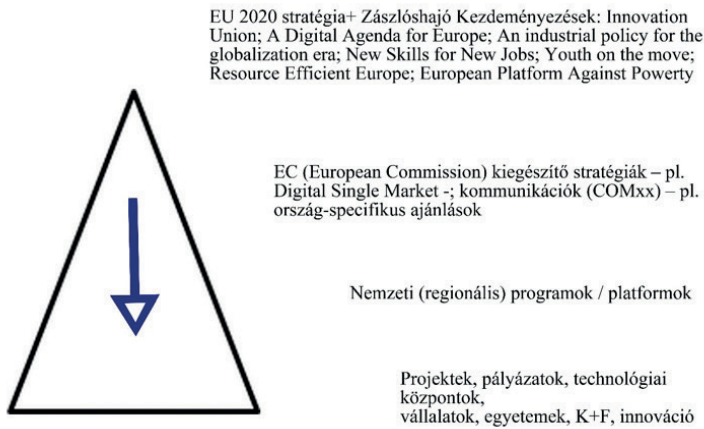 EU 2020 stratégia+ Zászlóshajó Kezdeményezések: Innovation
Union; A Digital Agenda for Europe; An industrial policy for the
globalization era; New Skills for New Jobs; Youth on the move;
Resource Efficient Europe; European Platform Against Powerty
EC (European Commission) kiegészítő stratégiák – pl.
Digital Single Market -; kommunikációk (COMxx) – pl.
ország-specifikus ajánlások
Nemzeti (regionális) programok / platformok
Projektek, pályázatok, technológiai
központok,
vállalatok, egyetemek, K+F, innováció